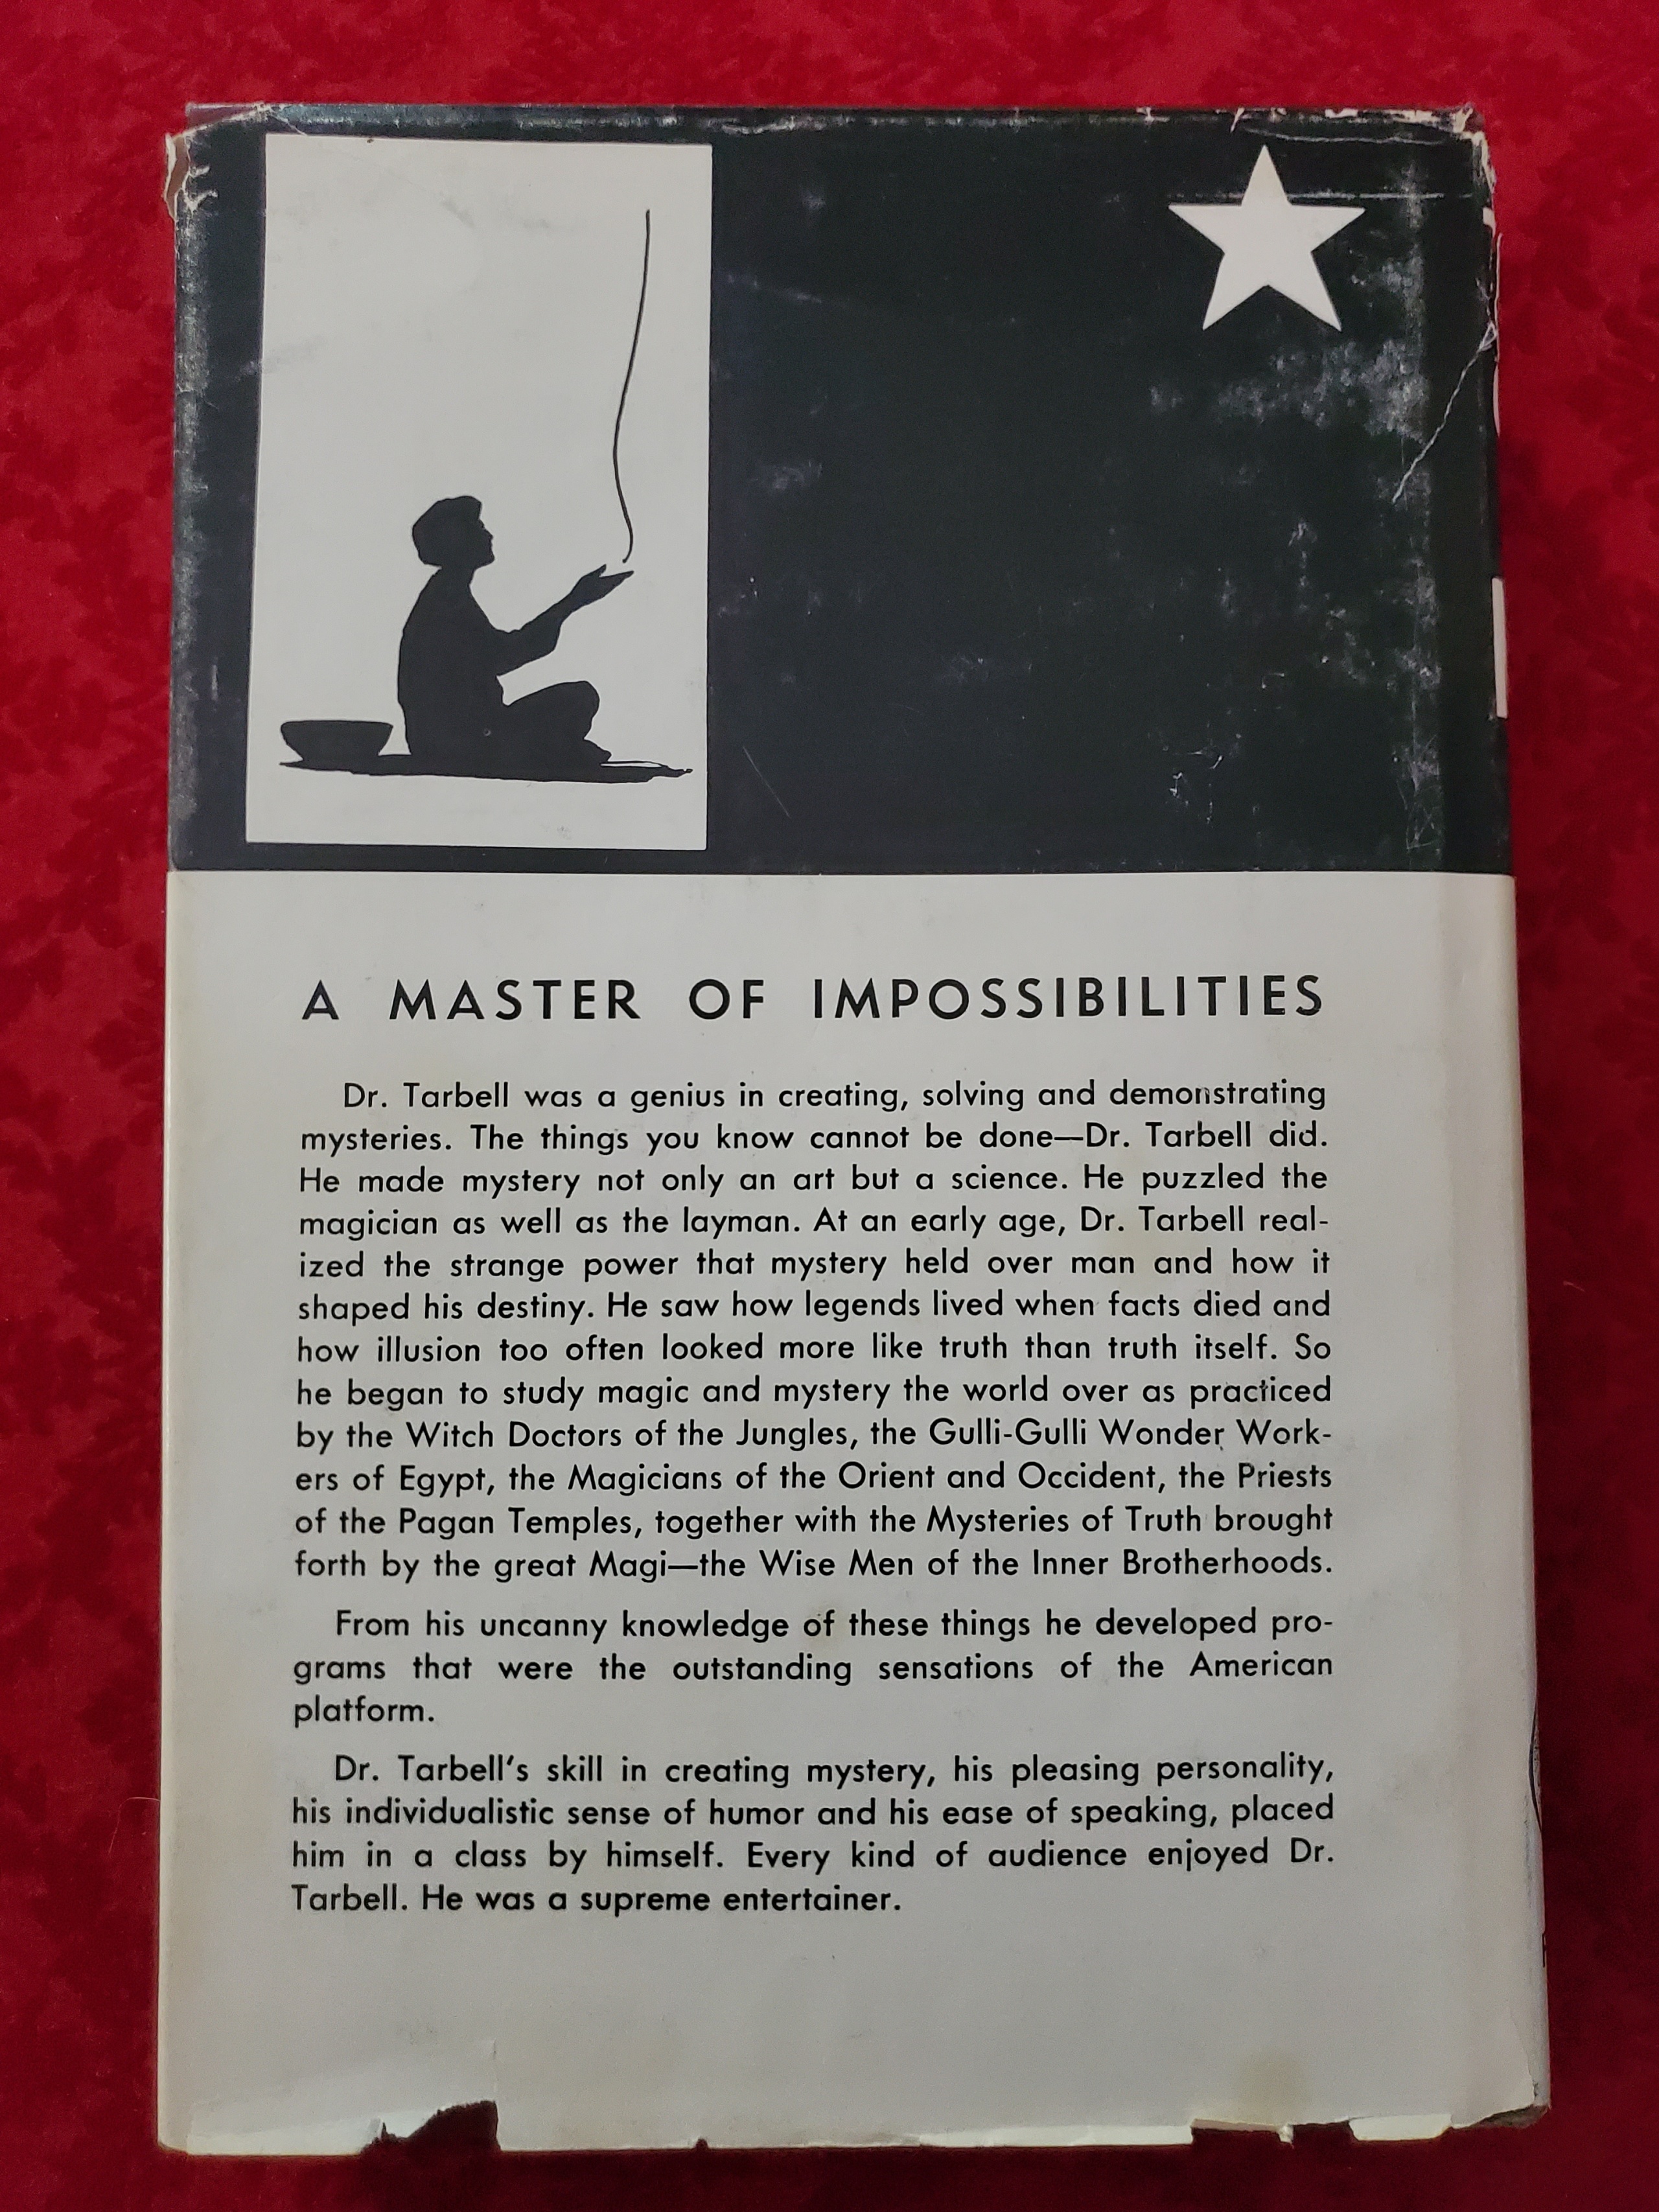 A MASTER OF IMPOSSIBILITIES
Dr. Tarbell was a genius in creating, solving and demonstrating
mysteries. The things you know cannot be done—Dr. Tarbell did.
He made mystery not only an art but a science. He puzzled the
magician as well as the layman. At an early age, Dr. Tarbell real-
ized the strange power that mystery held over man and how it
shaped his destiny. He saw how legends lived when facts died and
how illusion too often looked more like truth than truth itself. So
he began to study magic and mystery the world over as practiced
by the Witch Doctors of the Jungles, the Gulli-Gulli Wonder Work-
ers of Egypt, the Magicians of the Orient and Occident, the Priests
of the Pagan Temples, together with the Mysteries of Truth brought
forth by the great Magi—the Wise Men of the Inner Brotherhoods.
From his uncanny knowledge of these things he developed pro-
grams that were the outstanding sensations of the American
platform.
Dr. Tarbell's skill in creating mystery, his pleasing personality,
his individualistic sense of humor and his ease of speaking, placed
him in a class by himself. Every kind of audience enjoyed Dr.
Tarbell. He was a supreme entertainer.